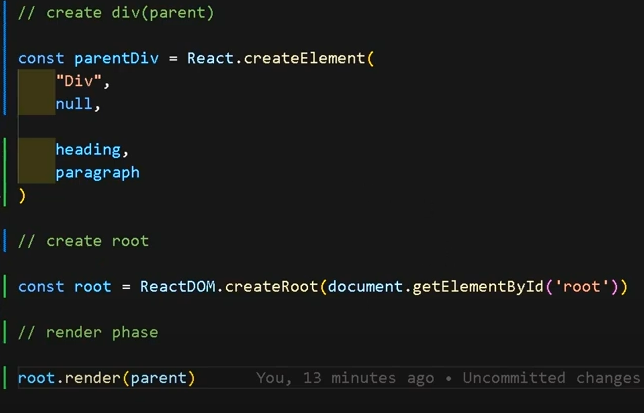 // create div(parent)
const parentDiv = React.createElement(
"Div",
null,
heading,
paragraph
)
// create root
const root = ReactDOM.createRoot(document.getElementById('root'))
// render phase
root.render(parent) You, 13 minutes ago • Uncommitted changes